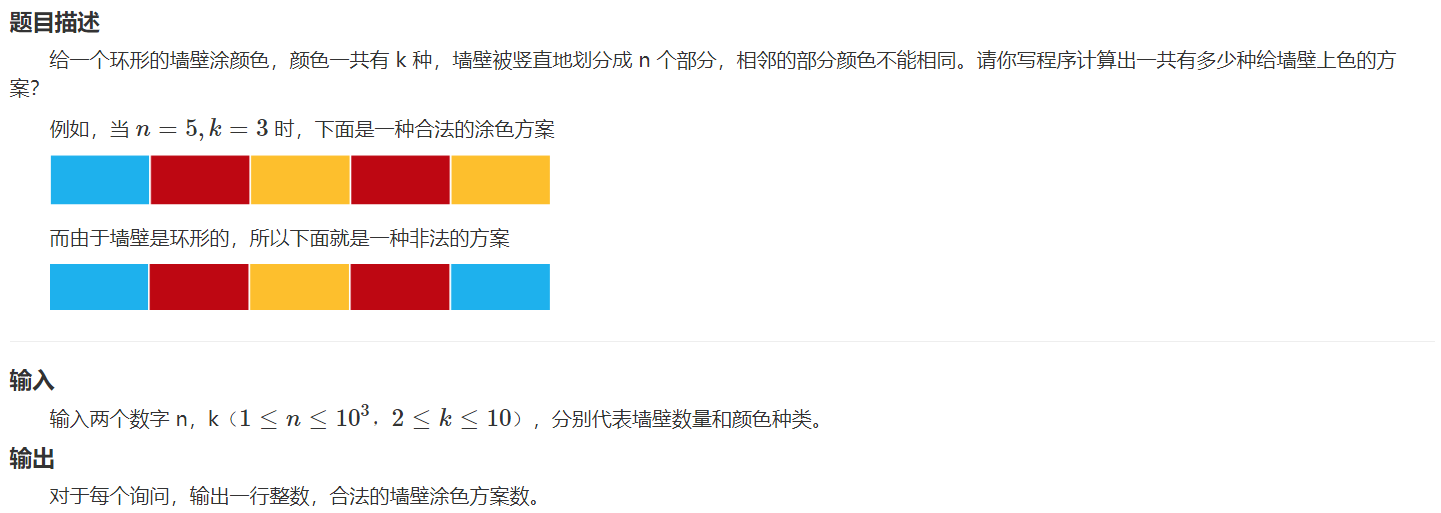 题目描述
给一个环形的墙壁涂颜色，颜色一共有 k 种，墙壁被竖直地划分成 n 个部分，相邻的部分颜色不能相同。请你写程序计算出一共有多少种给墙壁上色的方
案？
例如，当 n = 5, k = 3 时，下面是一种合法的涂色方案
而由于墙壁是环形的，所以下面就是一种非法的方案
输入
输入两个数字 n，k（1 ≤ n ≤ 10³，2 ≤ k ≤ 10），分别代表墙壁数量和颜色种类。
输出
对于每个询问，输出一行整数，合法的墙壁涂色方案数。